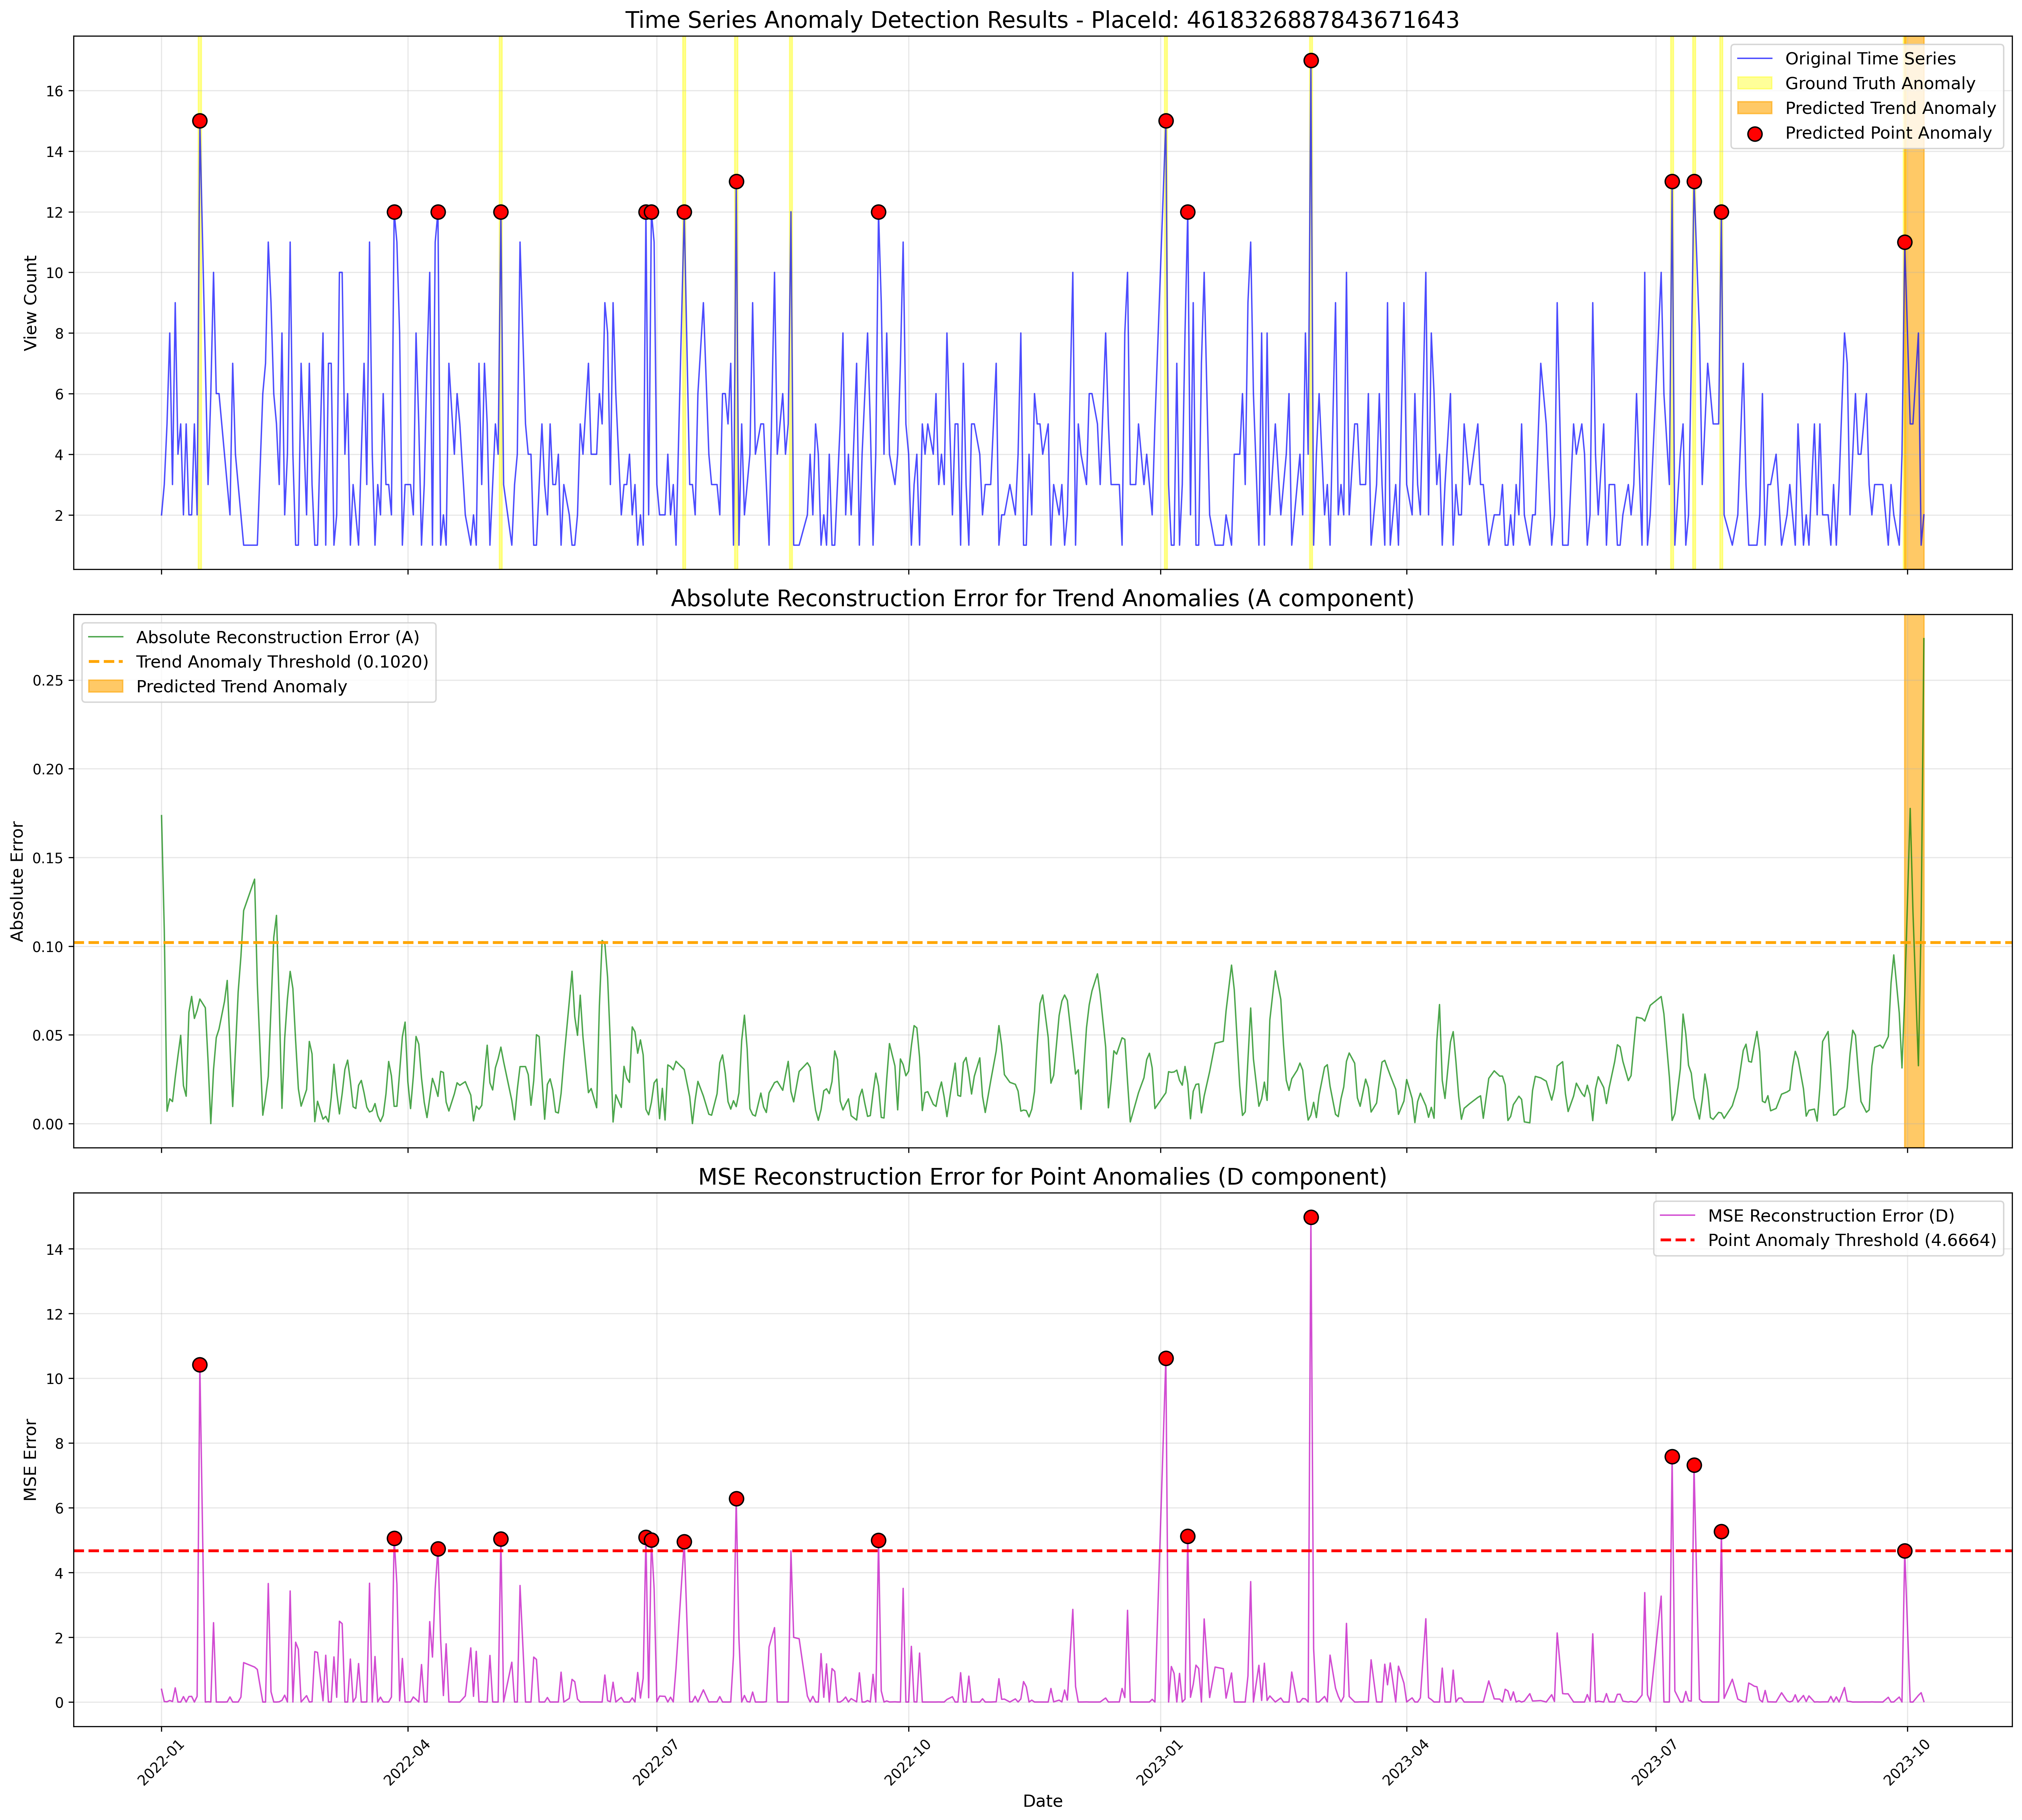 Time Series Anomaly Detection Results - PlaceId: 4618326887843671643
View Count
16
14
12
10
8
6
4
2
Original Time Series
Ground Truth Anomaly
Predicted Trend Anomaly
Predicted Point Anomaly
Absolute Reconstruction Error for Trend Anomalies (A component)
Absolute Error
0.25
0.20
0.15
0.10
0.05
0.00
Absolute Reconstruction Error (A)
Trend Anomaly Threshold (0.1020)
Predicted Trend Anomaly
MSE Reconstruction Error for Point Anomalies (D component)
MSE Error
14
12
10
8
6
4
2
0
MSE Reconstruction Error (D)
Point Anomaly Threshold (4.6664)
2022-01
2022-04
2022-07
2022-10
2023-01
2023-04
2023-07
2023-10
Date